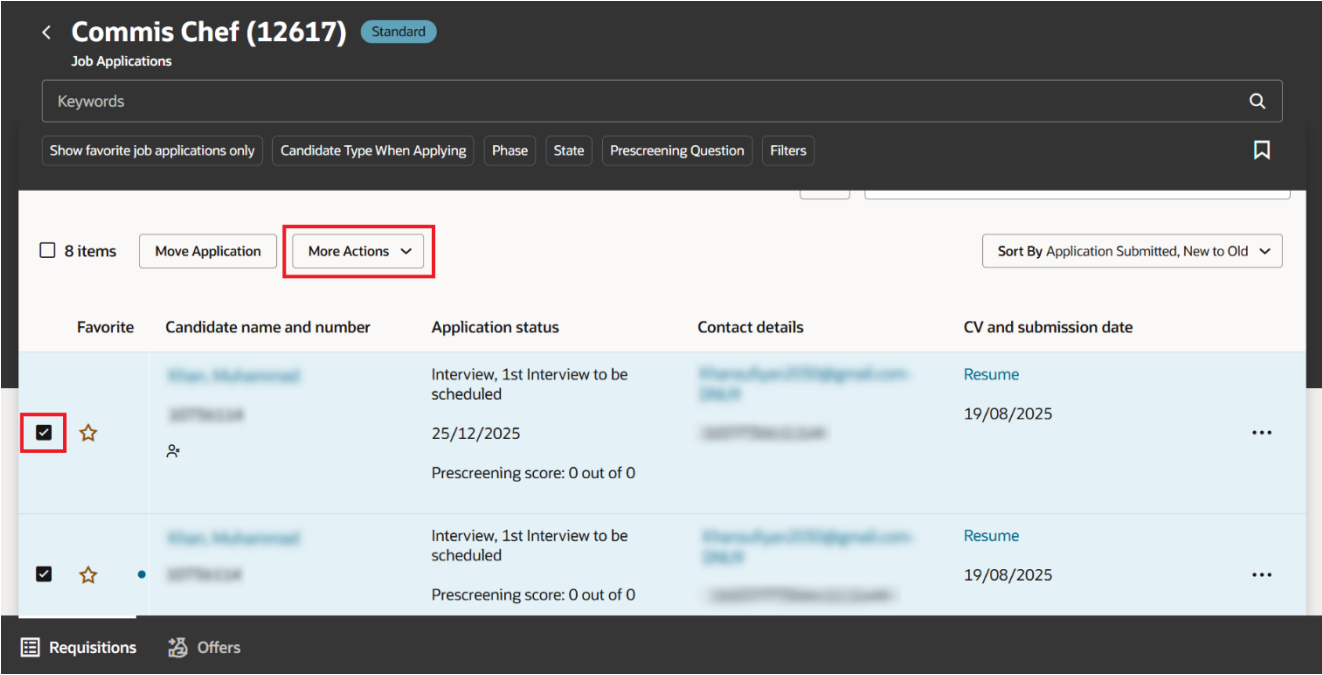 Commis Chef (12617) Standard
Job Applications
Keywords
Show favorite job applications only Candidate Type When Applying Phase State Prescreening Question Filters
8 items Move Application More Actions Sort By Application Submitted, New to Old
Favorite Candidate name and number Application status Contact details CV and submission date
Interview, 1st Interview to be Resume
scheduled
19/08/2025
25/12/2025
Prescreening score: 0 out of 0
Interview, 1st Interview to be Resume
scheduled
19/08/2025
Prescreening score: 0 out of 0
Requisitions Offers